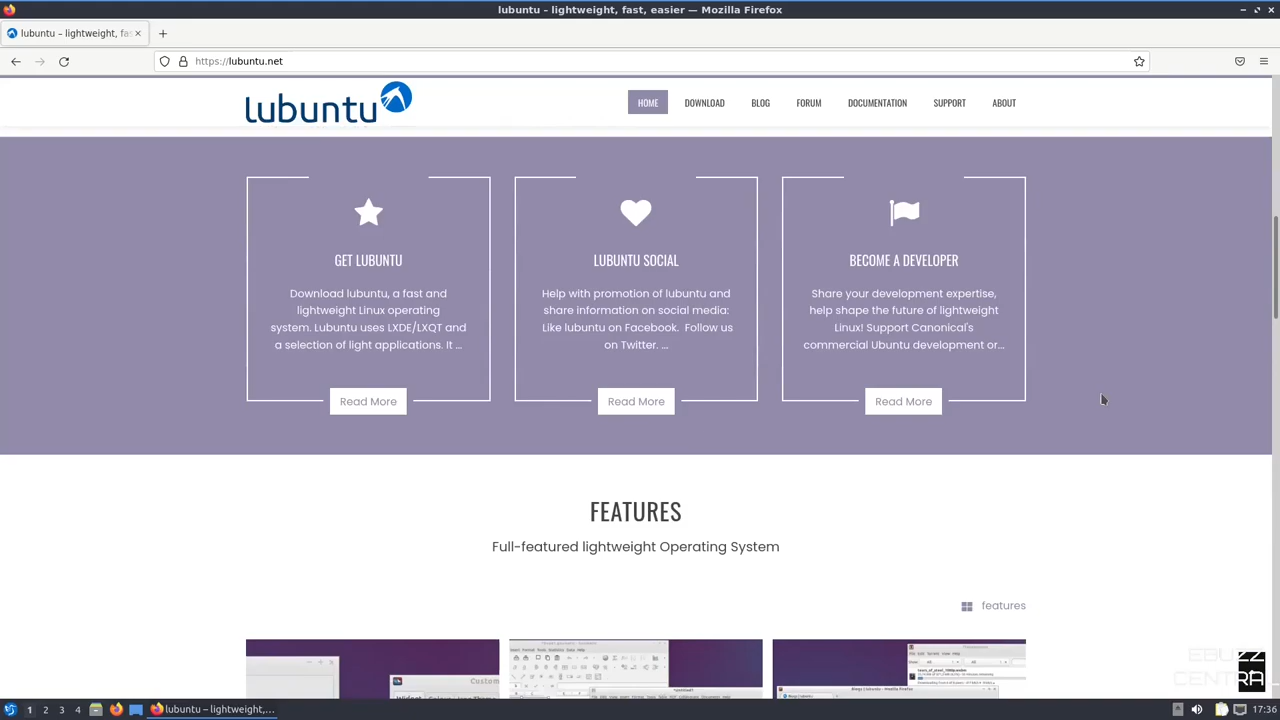 lubuntu – lightweight, fast, easier — Mozilla Firefox
lubuntu – lightweight, fas
https://lubuntu.net
lubuntu
HOME
DOWNLOAD
BLOG
FORUM
DOCUMENTATION
SUPPORT
ABOUT
GET LUBUNTU
Download lubuntu, a fast and
lightweight Linux operating
system. Lubuntu uses LXDE/LXQT and
a selection of light applications. It ...
Read More
LUBUNTU SOCIAL
Help with promotion of lubuntu and
share information on social media:
Like lubuntu on Facebook. Follow us
on Twitter. ...
Read More
BECOME A DEVELOPER
Share your development expertise,
help shape the future of lightweight
Linux! Support Canonical's
commercial Ubuntu development or...
Read More
FEATURES
Full-featured lightweight Operating System
features
Custom
EBUZZ
CENTRAL
1 2 3 4
lubuntu – lightweight,...
17:36